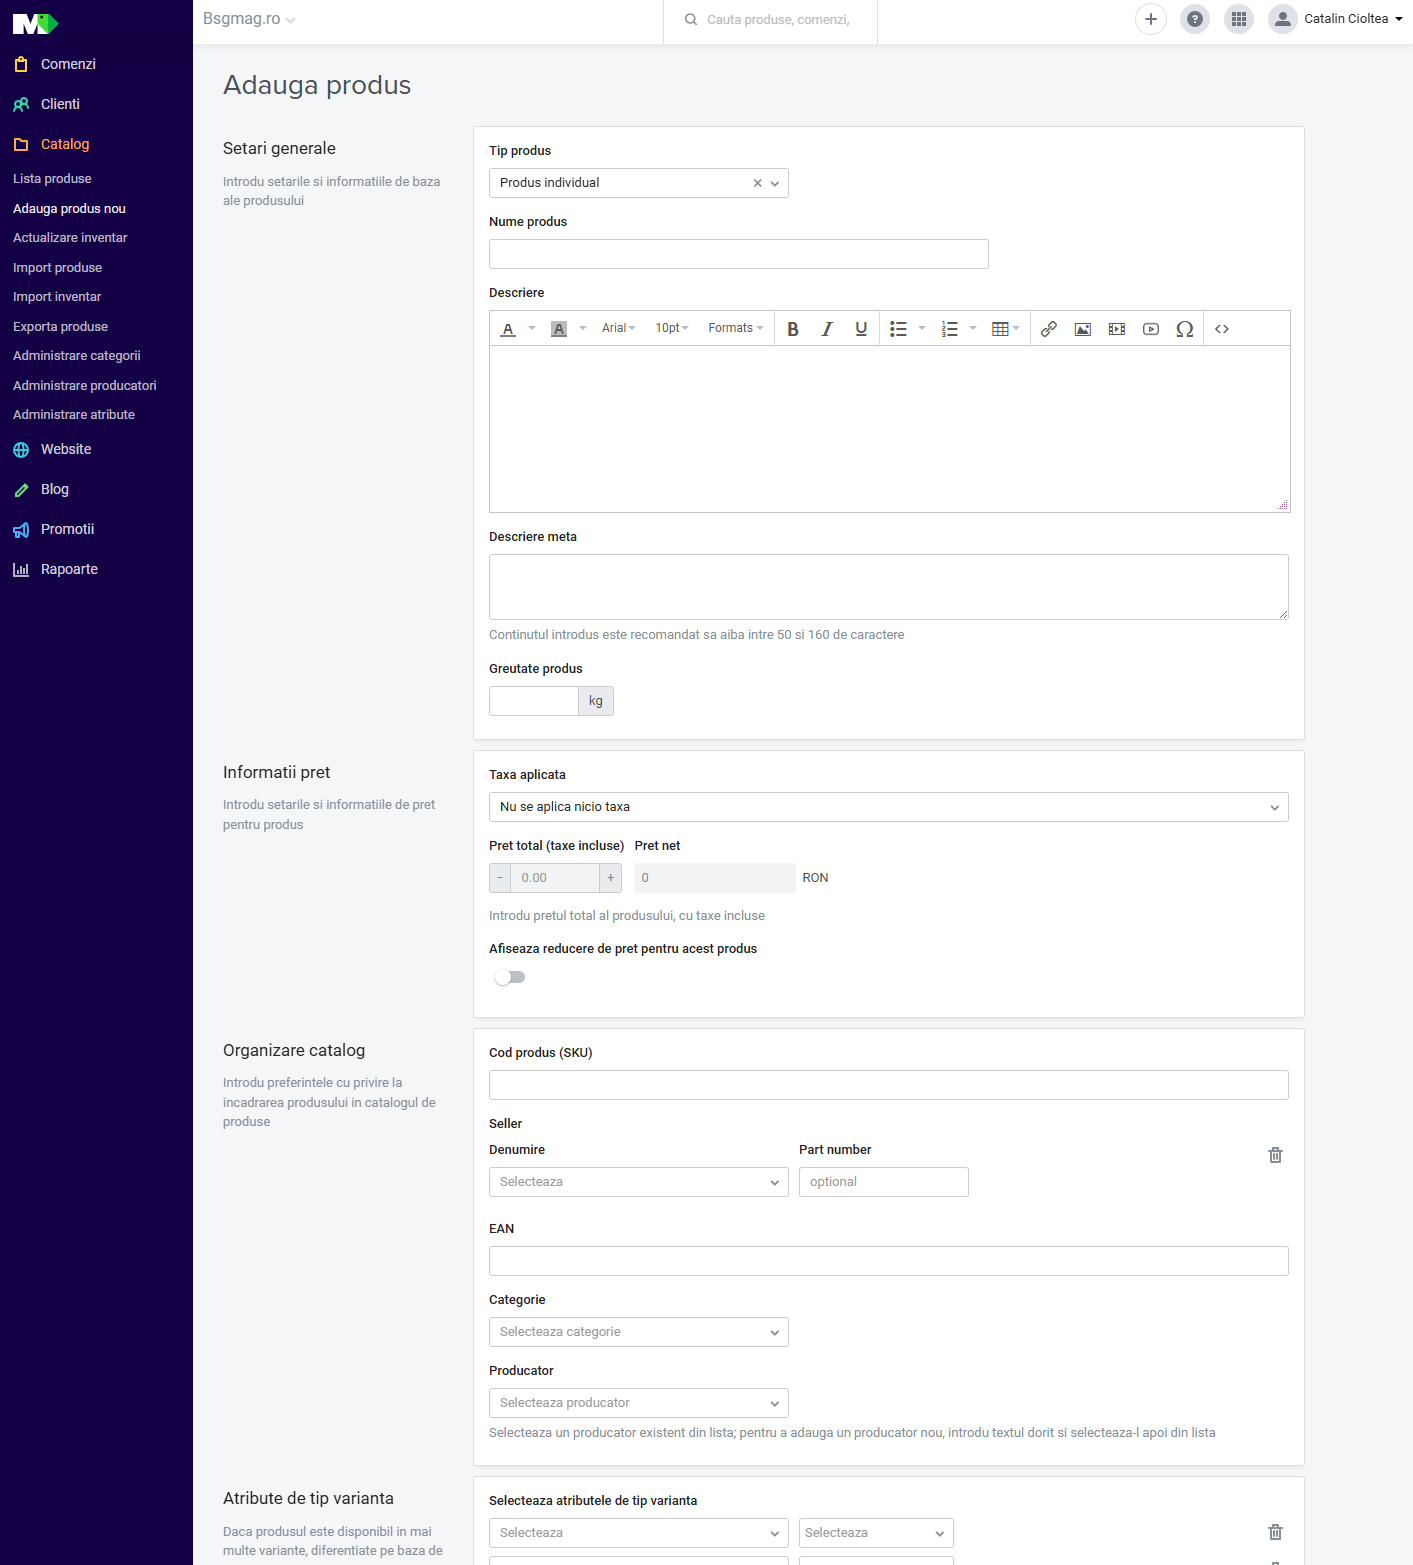 Bsgmag.ro
Cauta produse, comenzi,
Catalin Cioltea
Comenzi
Clienti
Catalog
Lista produse
Adauga produs nou
Actualizare inventar
Import produse
Import inventar
Exporta produse
Administrare categorii
Administrare producatori
Administrare atribute
Website
Blog
Promotii
Rapoarte
Adauga produs
Setari generale
Introdu setarile si informatiile de baza
ale produsului
Tip produs
Produs individual
Nume produs
Descriere
A A Arial 10pt Formats B I U
Descriere meta
Continutul introdus este recomandat sa aiba intre 50 si 160 de caractere
Greutate produs
kg
Informatii pret
Introdu setarile si informatiile de pret
pentru produs
Taxa aplicata
Nu se aplica nicio taxa
Pret total (taxe incluse) Pret net
− 0.00 + 0 RON
Introdu pretul total al produsului, cu taxe incluse
Afiseaza reducere de pret pentru acest produs
Organizare catalog
Introdu preferintele cu privire la
incadrarea produsului in catalogul de
produse
Cod produs (SKU)
Seller
Denumire Part number
Selecteaza optional
EAN
Categorie
Selecteaza categorie
Producator
Selecteaza producator
Selecteaza un producator existent din lista; pentru a adauga un producator nou, introdu textul dorit si selecteaza-l apoi din lista
Atribute de tip varianta
Daca produsul este disponibil in mai
multe variante, diferentiate pe baza de
Selecteaza atributele de tip varianta
Selecteaza Selecteaza